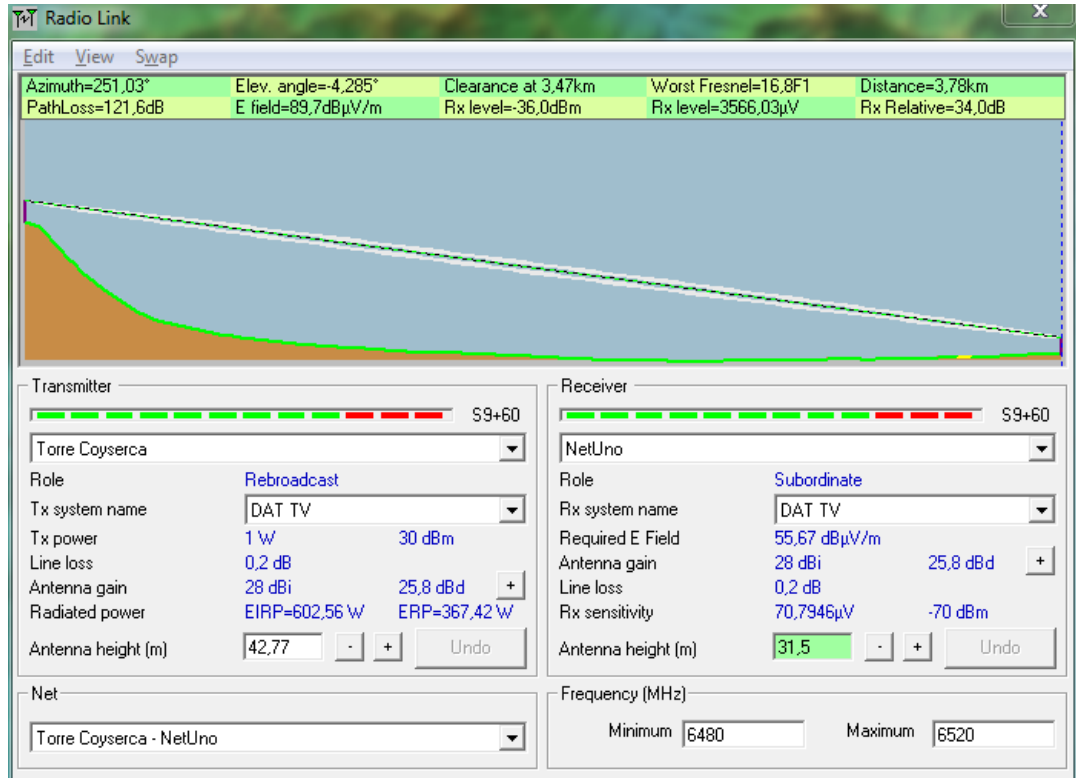 Radio Link
X
Edit View Swap
Azimuth=251,03° Elev. angle=-4,285° Clearance at 3,47km Worst Fresnel=16,8F1 Distance=3,78km
PathLoss=121,6dB E field=89,7dBµV/m Rx level=-36,0dBm Rx level=3566,03µV Rx Relative=34,0dB
Transmitter
S9+60
Torre Coyserca
Role Rebroadcast
Tx system name DAT TV
Tx power 1 W 30 dBm
Line loss 0,2 dB
Antenna gain 28 dBi 25,8 dBd +
Radiated power EIRP=602,56 W ERP=367,42 W
Antenna height (m) 42,77 - + Undo
Net
Torre Coyserca - NetUno
Receiver
S9+60
NetUno
Role Subordinate
Rx system name DAT TV
Required E Field 55,67 dBµV/m
Antenna gain 28 dBi 25,8 dBd +
Line loss 0,2 dB
Rx sensitivity 70,7946µV -70 dBm
Antenna height (m) 31,5 - + Undo
Frequency (MHz)
Minimum 6480 Maximum 6520